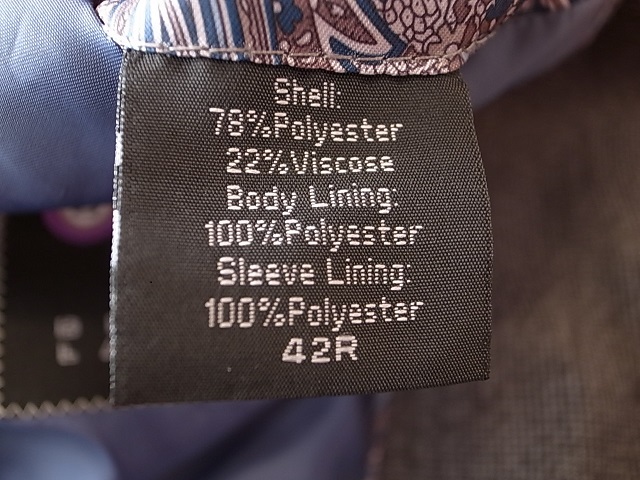 Shell:
78%Polyester
22%Viscose
Body Lining:
100%Polyester
Sleeve Lining:
100%Polyester
42R